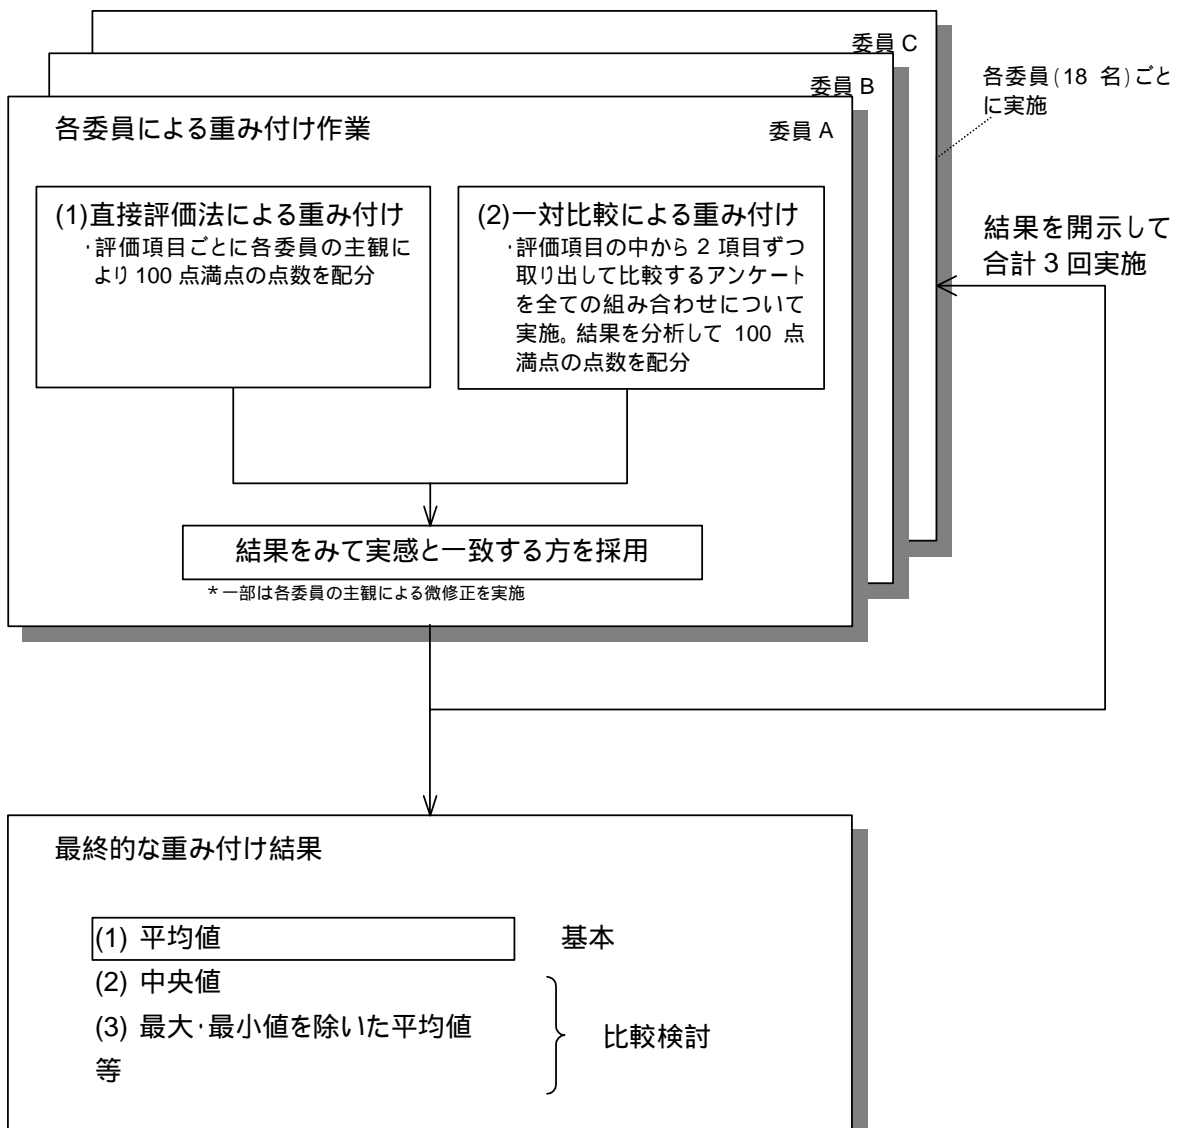 委員 C
委員 B
委員 A
各委員(18 名)ごと
に実施
各委員による重み付け作業
(1)直接評価法による重み付け
・評価項目ごとに各委員の主観に
より 100 点満点の点数を配分
(2)一対比較による重み付け
・評価項目の中から 2 項目ずつ
取り出して比較するアンケート
を全ての組み合わせについて
実施。結果を分析して 100 点
満点の点数を配分
結果を開示して
合計 3 回実施
結果をみて実感と一致する方を採用
*一部は各委員の主観による微修正を実施
最終的な重み付け結果
(1) 平均値
基本
(2) 中央値
(3) 最大・最小値を除いた平均値
等
比較検討